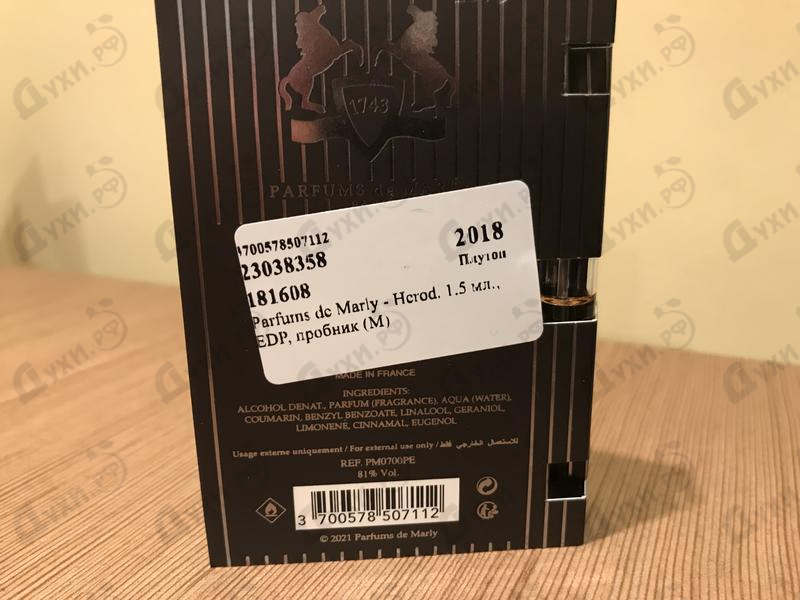 1743
PARFUMS de MARLY
3700578507112
2018
23038358
Плутон
181608
Parfums de Marly - Herod. 1.5 мл.,
EDP, пробник (M)
MADE IN FRANCE
INGREDIENTS:
ALCOHOL DENAT., PARFUM (FRAGRANCE), AQUA (WATER),
COUMARIN, BENZYL BENZOATE, LINALOOL, GERANIOL,
LIMONENE, CINNAMAL, EUGENOL
Usage externe uniquement / For external use only / للاستعمال الخارجي فقط
REF. PM0700PE
81% Vol.
3 700578 507112
© 2021 Parfums de Marly
Духи.РФ